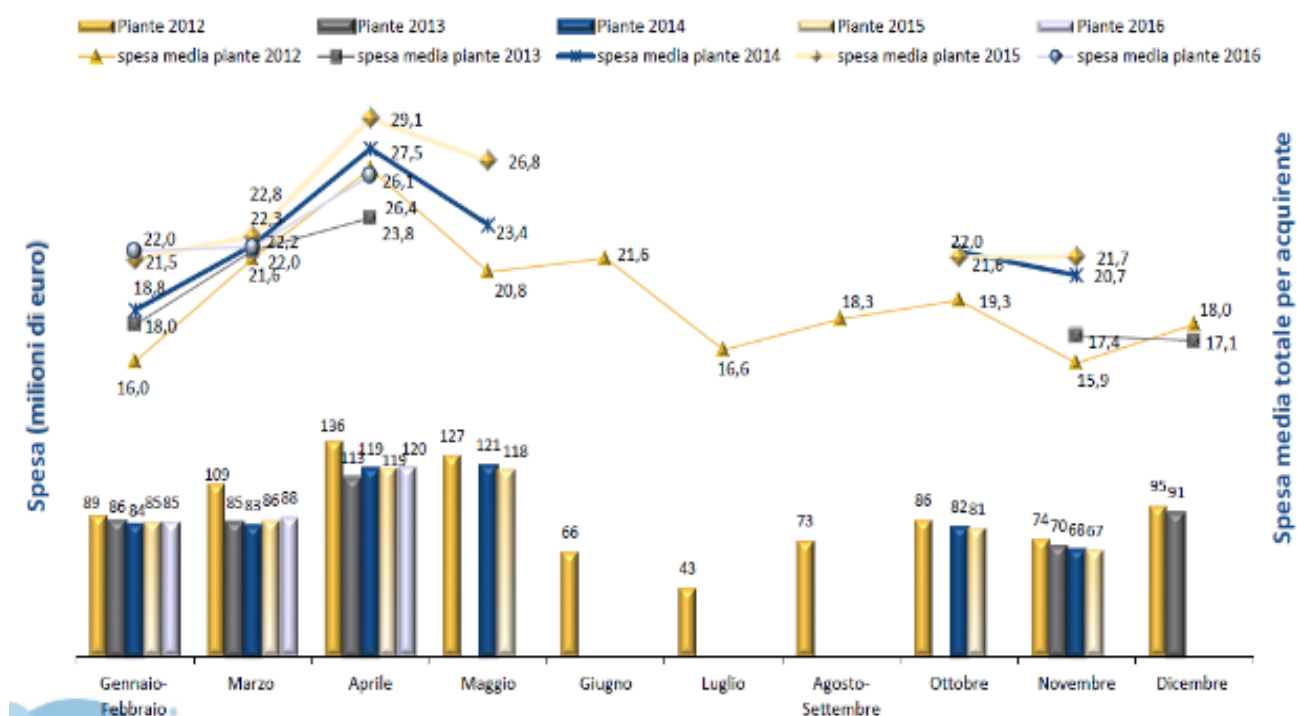 Piante 2012 Piante 2013 Piante 2014 Piante 2015 Piante 2016
spesa media piante 2012 spesa media piante 2013 spesa media piante 2014 spesa media piante 2015 spesa media piante 2016
Spesa (milioni di euro)
Spesa media totale per acquirente
29,1
27,5
26,8
26,1
26,4
23,8
22,8
22,3
22,2
22,0
21,6
22,0
21,5
18,8
18,0
16,0
23,4
20,8
21,6
16,6
18,3
22,0
21,6
19,3
21,7
20,7
17,4
15,9
18,0
17,1
89 86 84 85 85
109 85 83 86 88
136 113 119 119 120
127 121 118
66
43
73
86 82 81
74 70 68 67
95 91
Gennaio- Marzo Aprile Maggio Giugno Luglio Agosto- Ottobre Novembre Dicembre
Febbraio Settembre